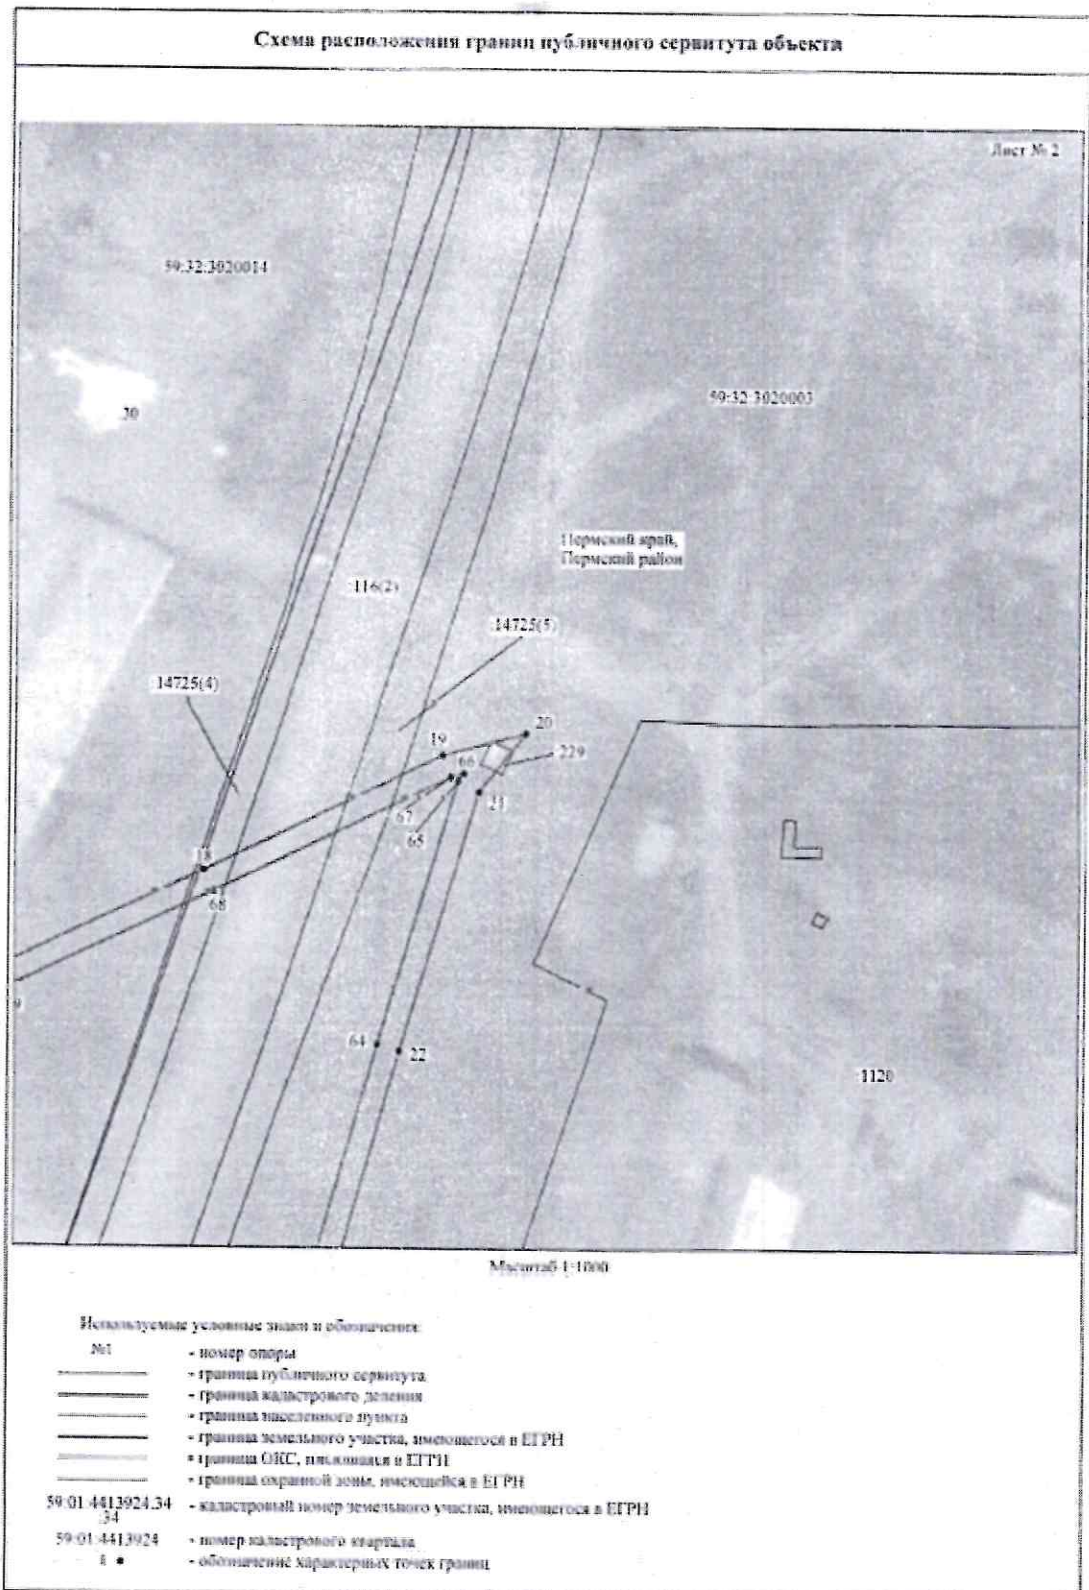 Схема расположения границ публичного сервитута объекта
Лист № 2
59:32:3020014
59:32:3020003
:30
Пермский край,
Пермский район
:116(2)
:14725(5)
:14725(4)
20
19
:229
66
21
67
65
18
68
9
64
22
:1120
Масштаб 1:1000
Используемые условные знаки и обозначения:
№1 - номер опоры
- граница публичного сервитута
- граница кадастрового деления
- граница населенного пункта
- граница земельного участка, имеющегося в ЕГРН
- граница ОКС, имеющаяся в ЕГРН
- граница охранной зоны, имеющейся в ЕГРН
59:01:4413924:34 - кадастровый номер земельного участка, имеющегося в ЕГРН
:34
59:01:4413924 - номер кадастрового квартала
- обозначение характерных точек границ